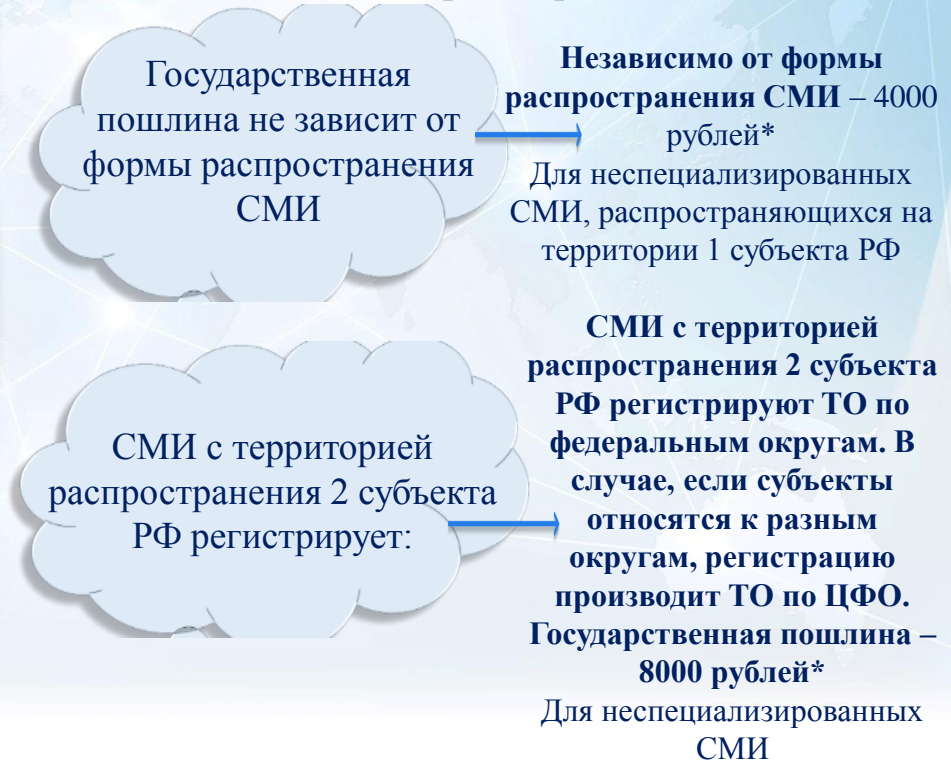 Государственная
пошлина не зависит от
формы распространения
СМИ
Независимо от формы
распространения СМИ – 4000
рублей*
Для неспециализированных
СМИ, распространяющихся на
территории 1 субъекта РФ
СМИ с территорией
распространения 2 субъекта
РФ регистрирует:
СМИ с территорией
распространения 2 субъекта
РФ регистрируют ТО по
федеральным округам. В
случае, если субъекты
относятся к разным
округам, регистрацию
производит ТО по ЦФО.
Государственная пошлина –
8000 рублей*
Для неспециализированных
СМИ